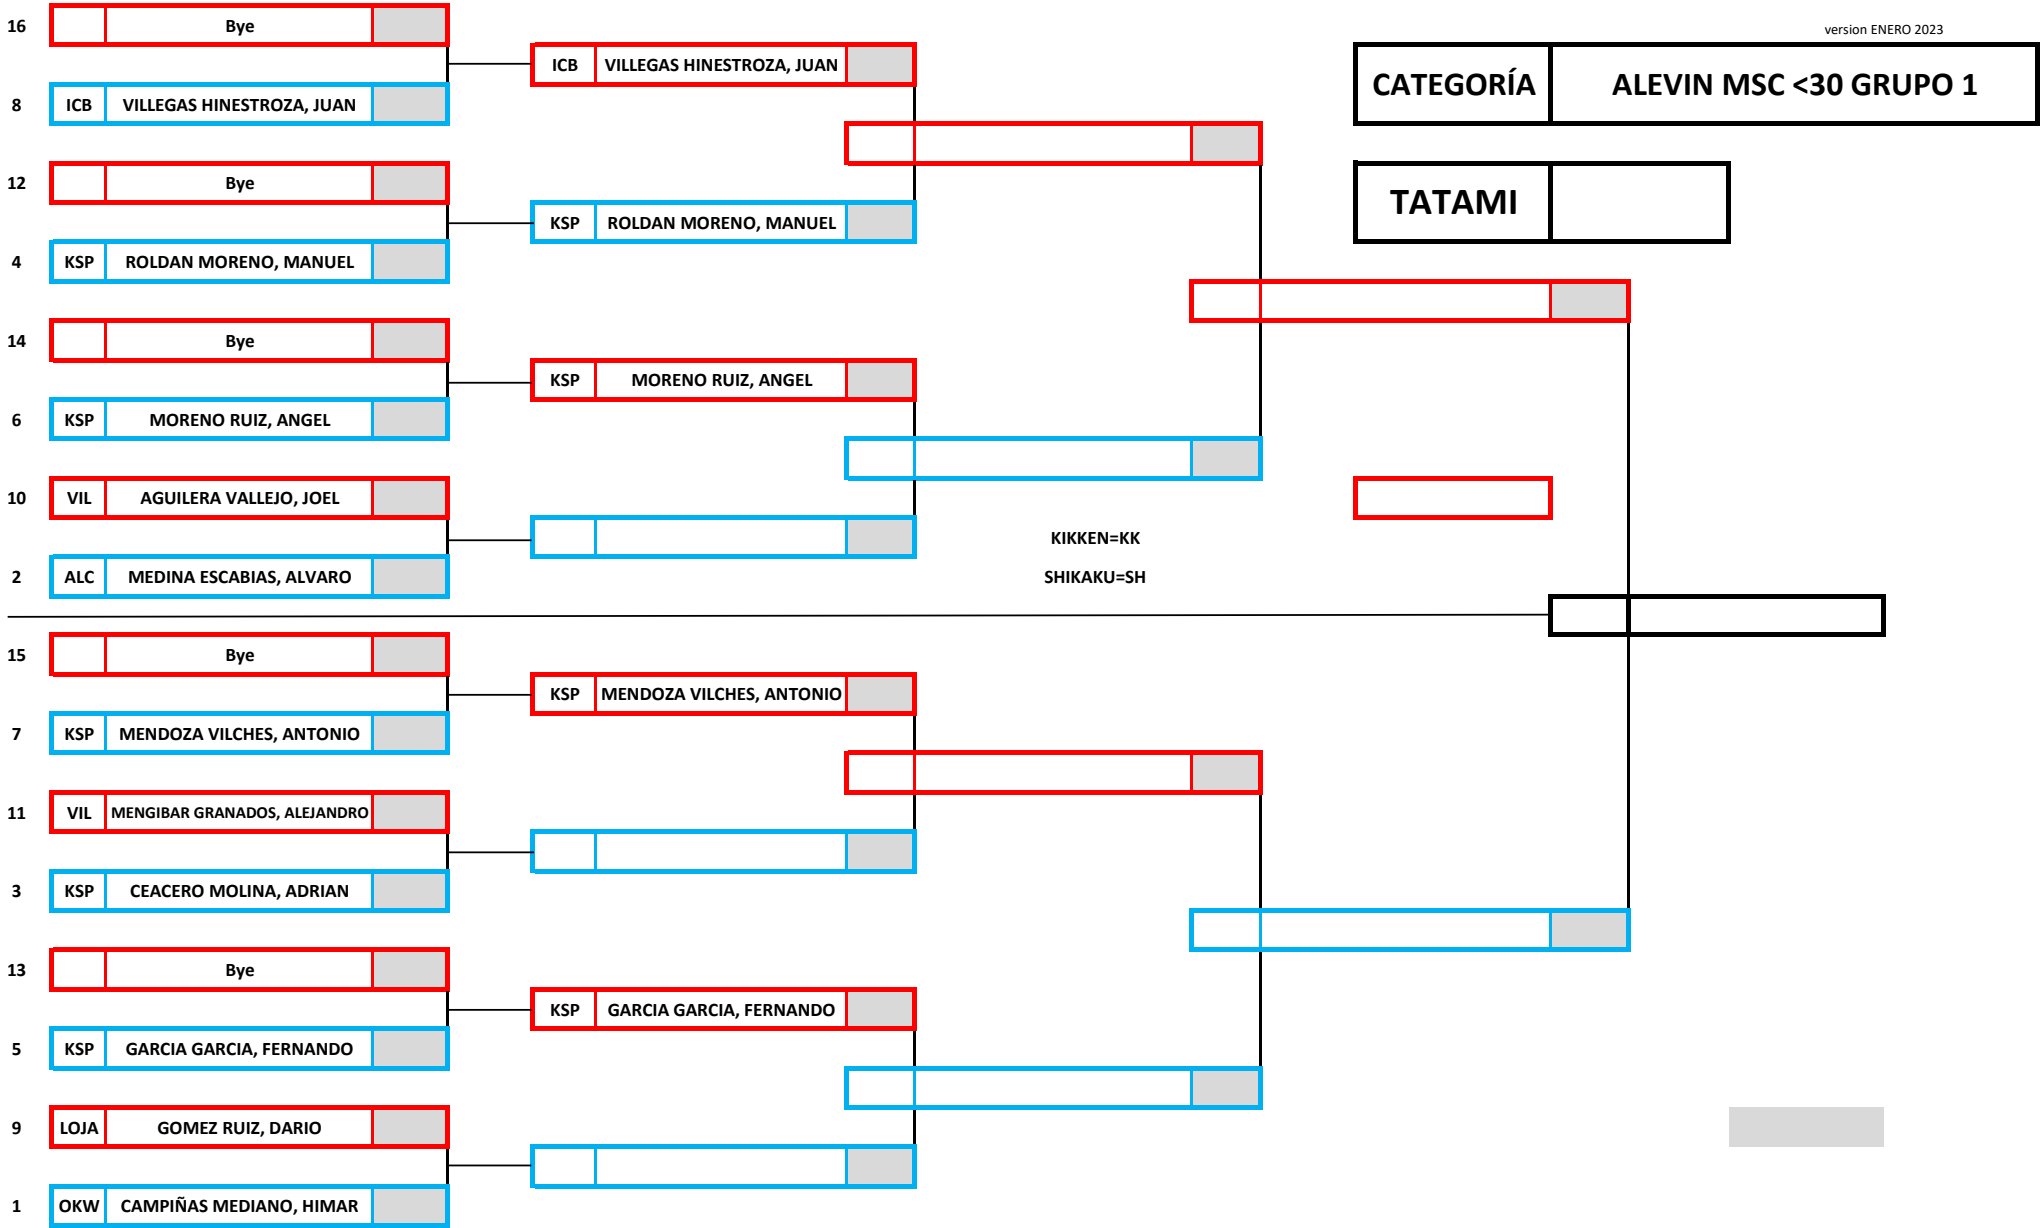 version ENERO 2023
CATEGORÍA ALEVIN MSC <30 GRUPO 1
TATAMI
16 Bye
8 ICB VILLEGAS HINESTROZA, JUAN
12 Bye
4 KSP ROLDAN MORENO, MANUEL
14 Bye
6 KSP MORENO RUIZ, ANGEL
10 VIL AGUILERA VALLEJO, JOEL
2 ALC MEDINA ESCABIAS, ALVARO
15 Bye
7 KSP MENDOZA VILCHES, ANTONIO
11 VIL MENGIBAR GRANADOS, ALEJANDRO
3 KSP CEACERO MOLINA, ADRIAN
13 Bye
5 KSP GARCIA GARCIA, FERNANDO
9 LOJA GOMEZ RUIZ, DARIO
1 OKW CAMPIÑAS MEDIANO, HIMAR
ICB VILLEGAS HINESTROZA, JUAN
KSP ROLDAN MORENO, MANUEL
KSP MORENO RUIZ, ANGEL
KSP MENDOZA VILCHES, ANTONIO
KSP GARCIA GARCIA, FERNANDO
KIKKEN=KK
SHIKAKU=SH